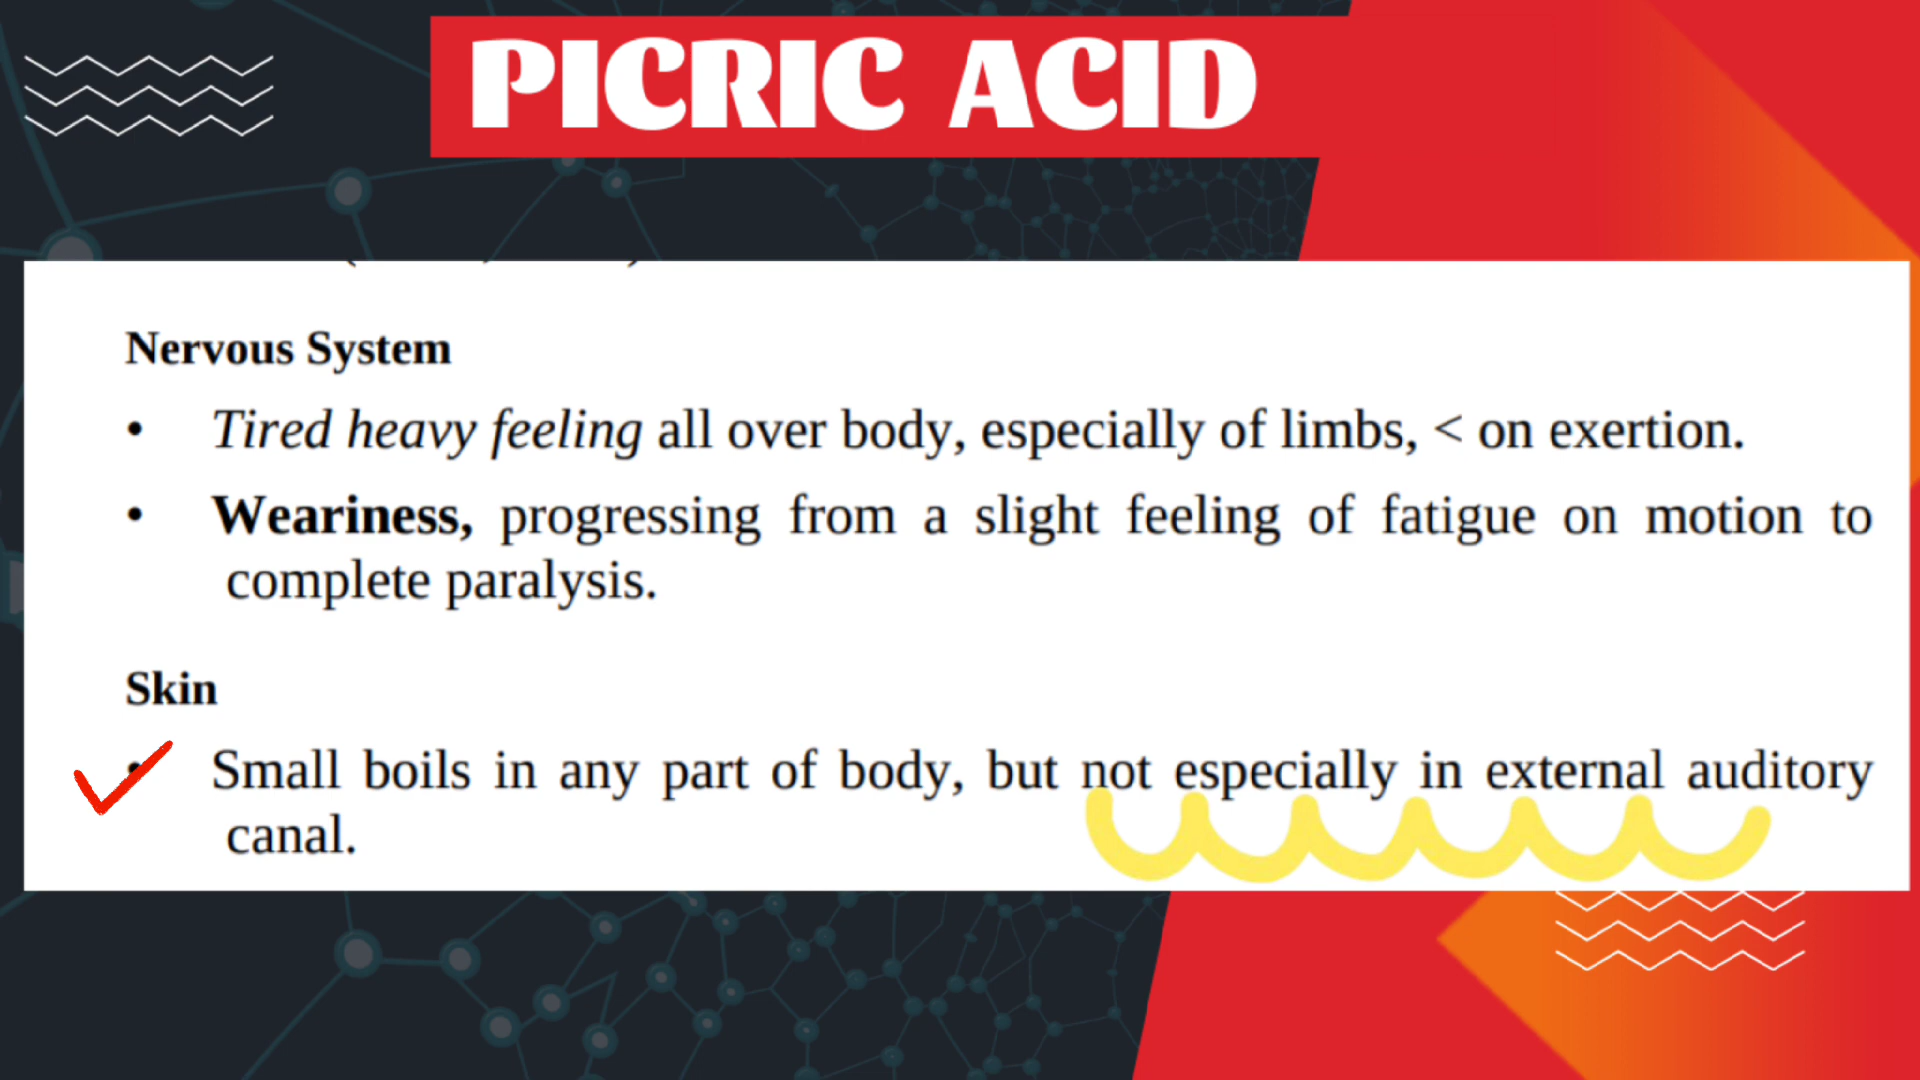 PICRIC ACID
Nervous System
• Tired heavy feeling all over body, especially of limbs, < on exertion.
• Weariness, progressing from a slight feeling of fatigue on motion to
complete paralysis.
Skin
• Small boils in any part of body, but not especially in external auditory
canal.